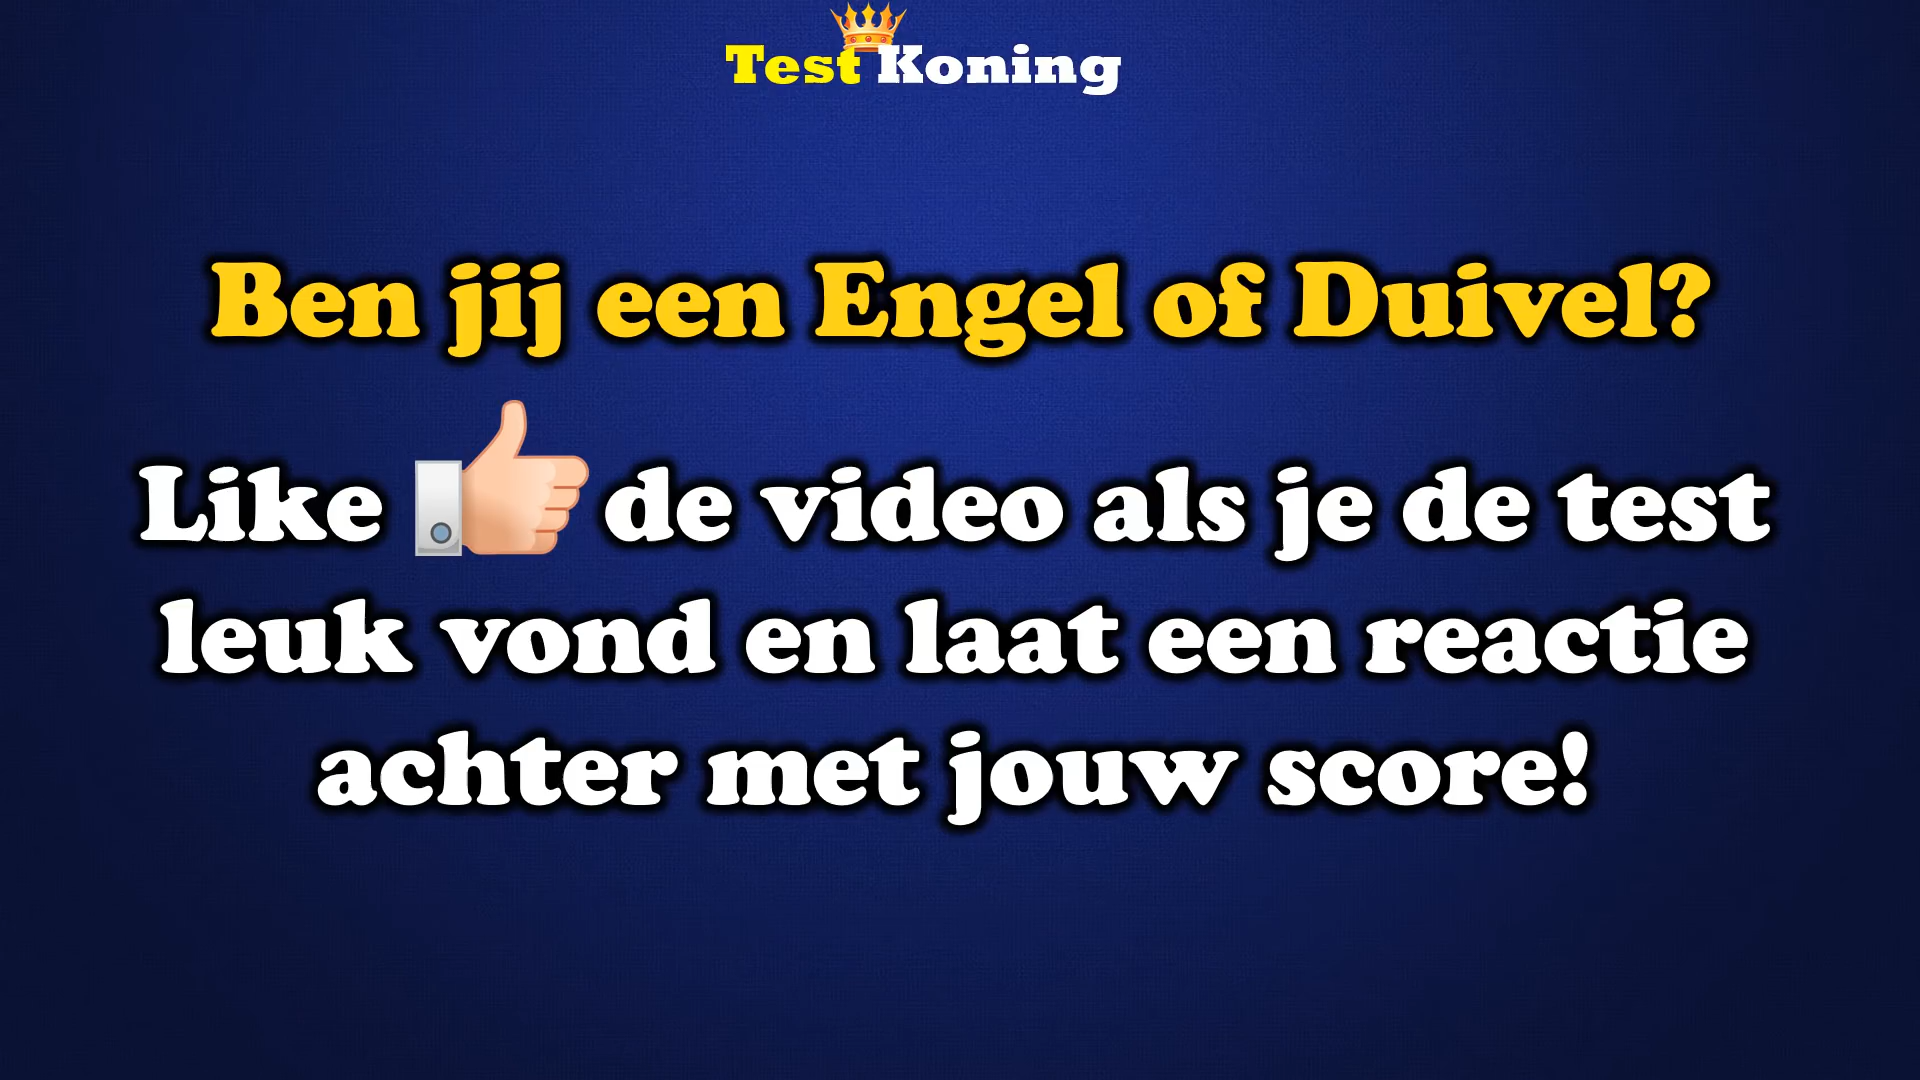 Test Koning
Ben jij een Engel of Duivel?
Like de video als je de test
leuk vond en laat een reactie
achter met jouw score!